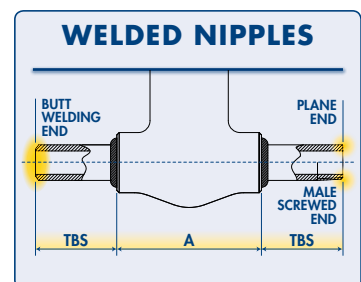 WELDED NIPPLES
BUTT
WELDING
END
PLANE
END
MALE
SCREWED
END
TBS
A
TBS